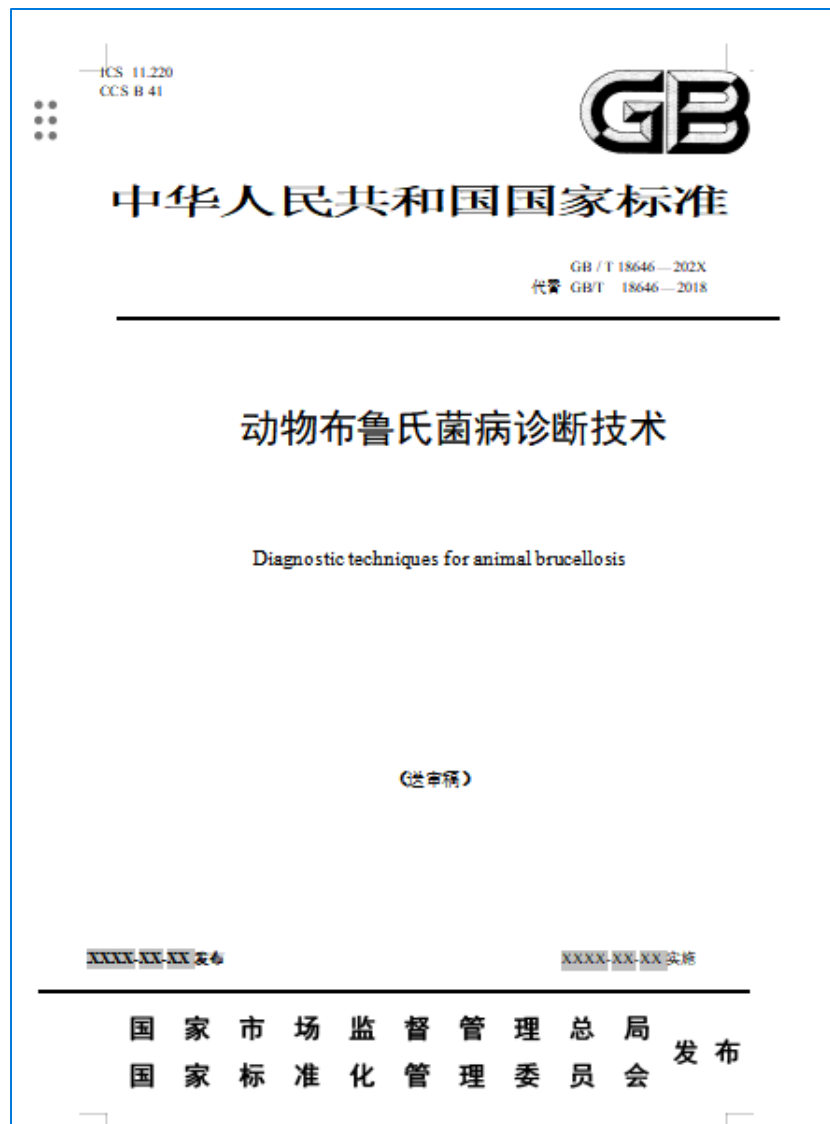 ICS 11.220
CCS B 41
GB
中华人民共和国国家标准
GB / T 18646—202X
代替 GB/T 18646—2018
动物布鲁氏菌病诊断技术
Diagnostic techniques for animal brucellosis
(送审稿)
XXXX-XX-XX 发布
XXXX-XX-XX 实施
国家市场监督管理总局
国家标准化管理委员会
发布